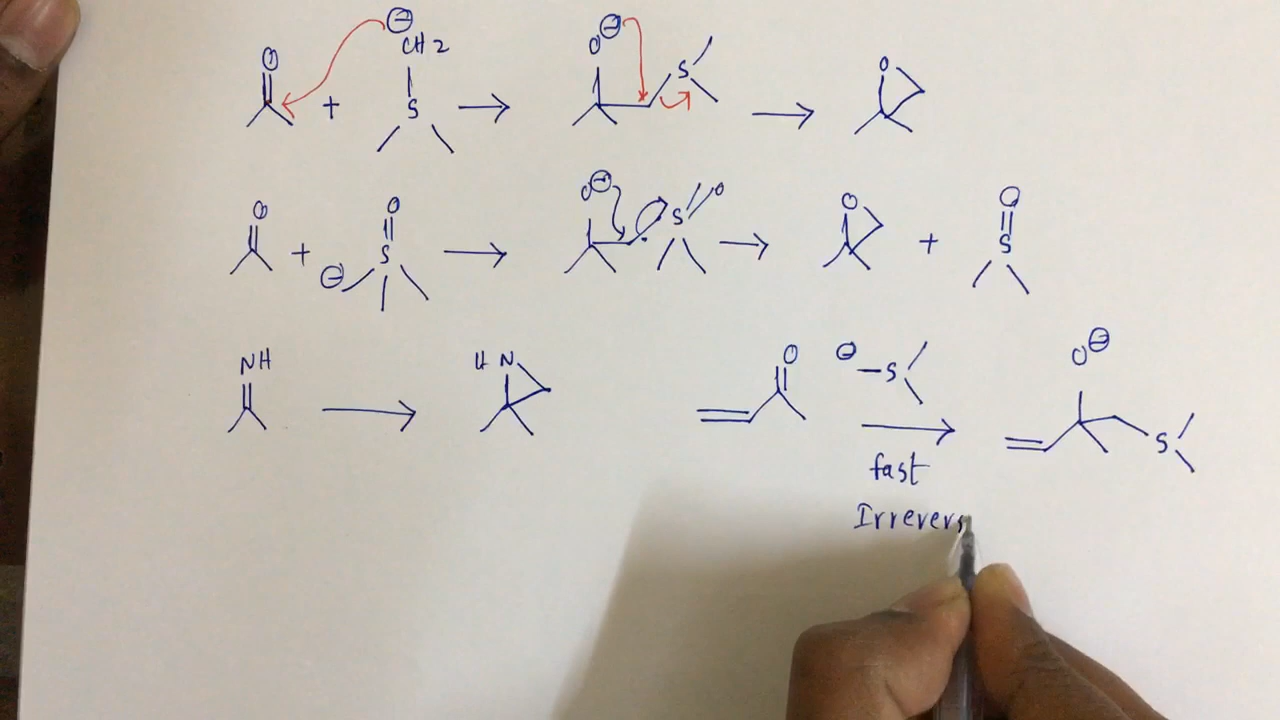 O ⊖ CH2 O ⊖ S O
+ S → →
O O O ⊖ S O O O
+ ⊖ S → → + S
NH → H N
O ⊖ S → O ⊖
fast S
Irrevers